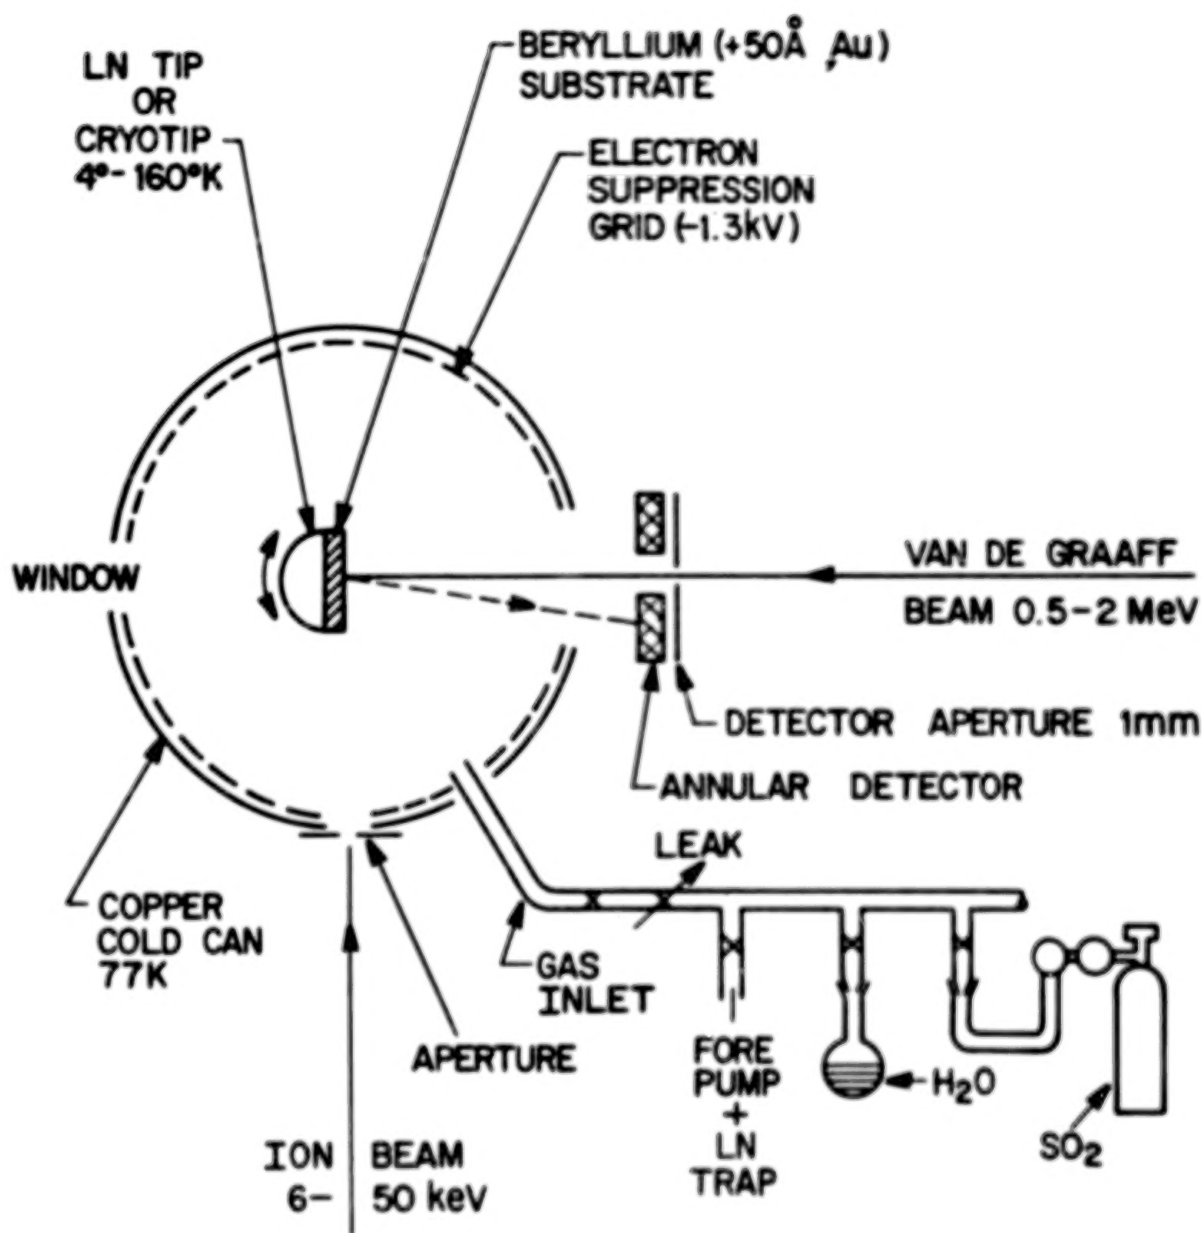 LN TIP
OR
CRYOTIP
4°-160°K
BERYLLIUM (+50Å Au)
SUBSTRATE
ELECTRON
SUPPRESSION
GRID (-1.3kV)
WINDOW
VAN DE GRAAFF
BEAM 0.5-2 MeV
DETECTOR APERTURE 1mm
ANNULAR DETECTOR
LEAK
COPPER
COLD CAN
77K
GAS
INLET
APERTURE
FORE
PUMP
+
LN
TRAP
H₂O
SO₂
ION BEAM
6- 50 keV